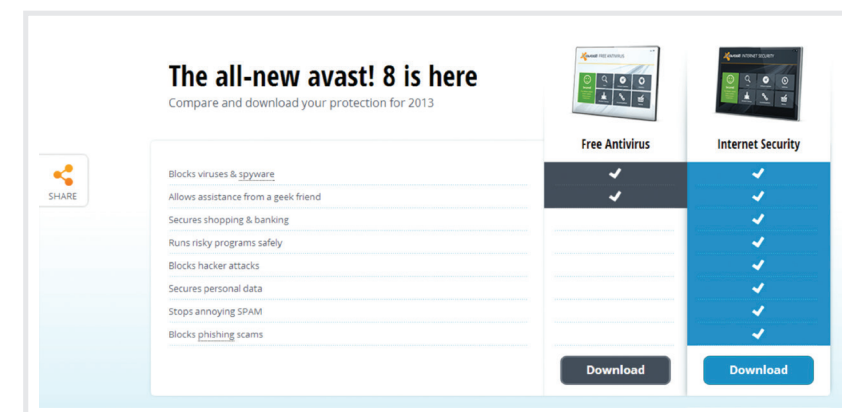 The all-new avast! 8 is here
Compare and download your protection for 2013
Free Antivirus
Internet Security
SHARE
Blocks viruses & spyware
Allows assistance from a geek friend
Secures shopping & banking
Runs risky programs safely
Blocks hacker attacks
Secures personal data
Stops annoying SPAM
Blocks phishing scams
Download
Download